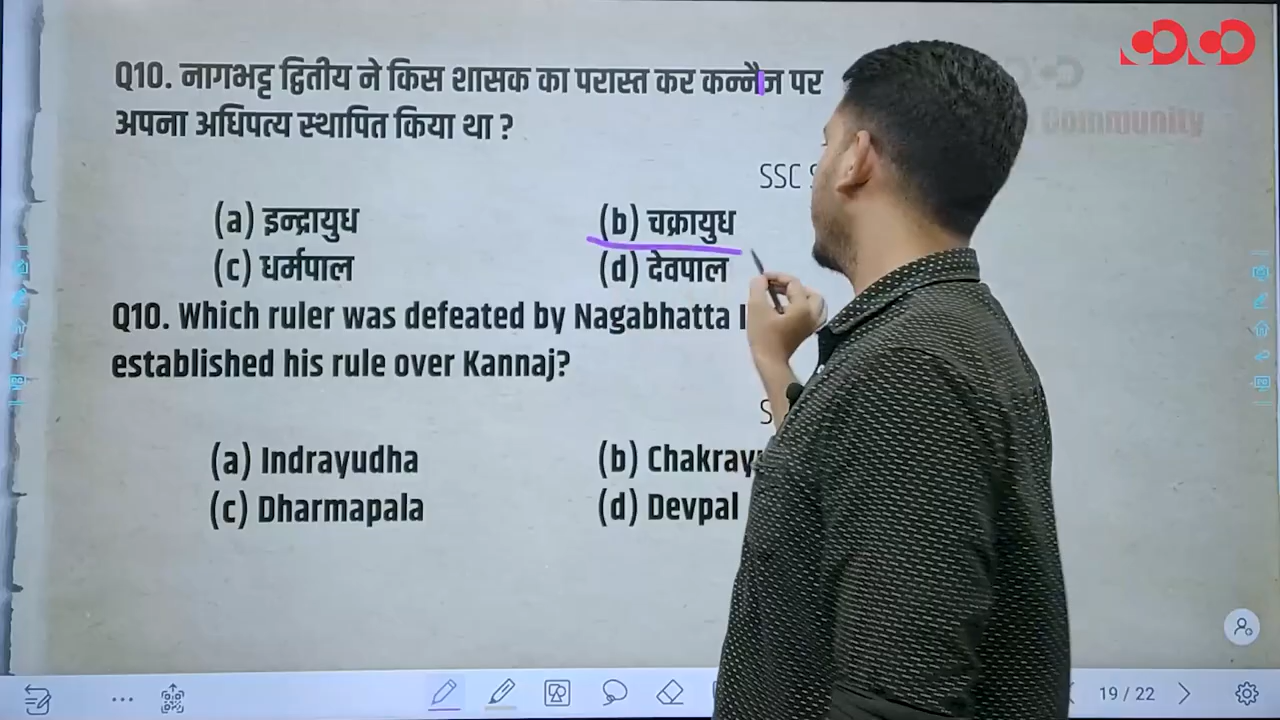 Q10. नागभट्ट द्वितीय ने किस शासक का परास्त कर कन्नौज पर
अपना अधिपत्य स्थापित किया था ?
Community
SSC
(a) इन्द्रायुध (b) चक्रायुध
(c) धर्मपाल (d) देवपाल
Q10. Which ruler was defeated by Nagabhatta
established his rule over Kannaj?
(a) Indrayudha (b) Chakray
(c) Dharmapala (d) Devpal
19 / 22